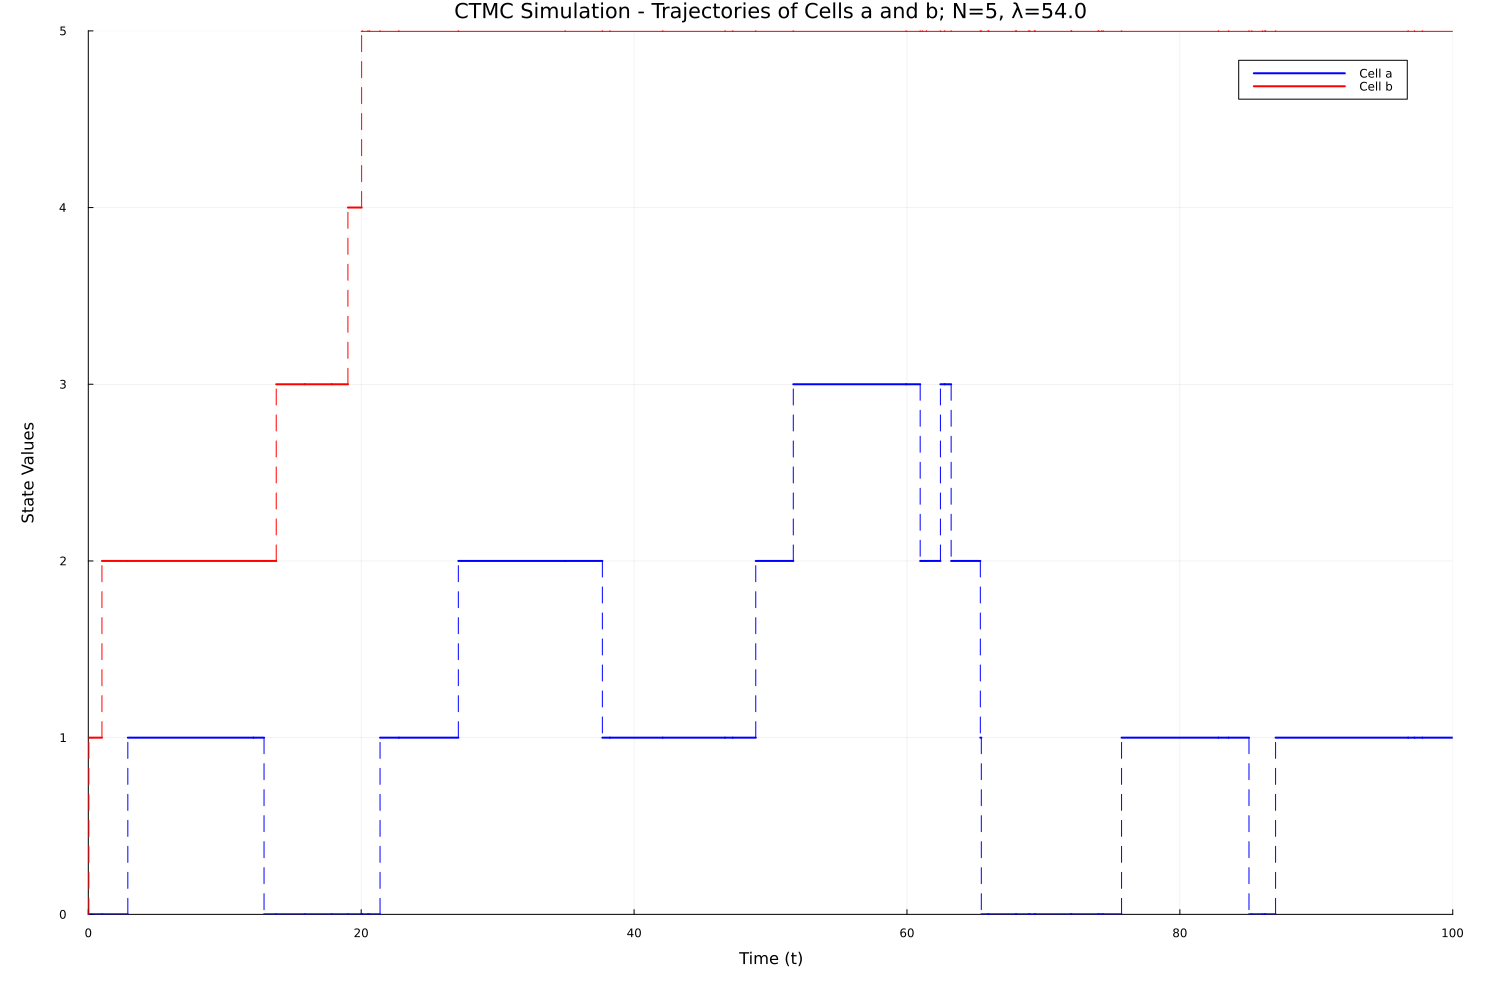 CTMC Simulation - Trajectories of Cells a and b; N=5, λ=54.0
5
Cell a
Cell b
4
3
State Values
2
1
0
0 20 40 60 80 100
Time (t)